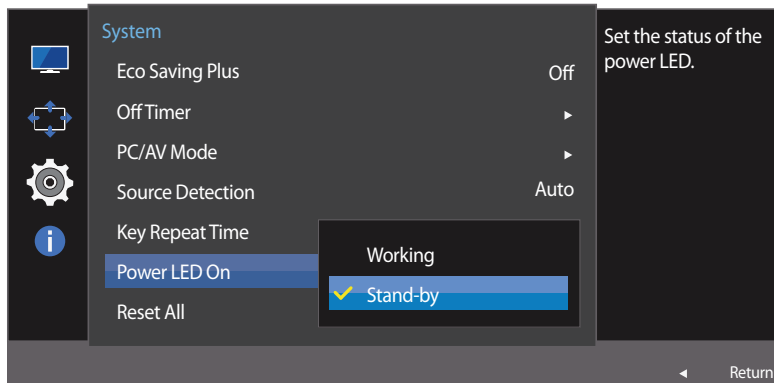 System
Eco Saving Plus Off
Off Timer ►
PC/AV Mode ►
Source Detection Auto
Key Repeat Time
Power LED On
Reset All
Working
Stand-by
Set the status of the
power LED.
◄ Return